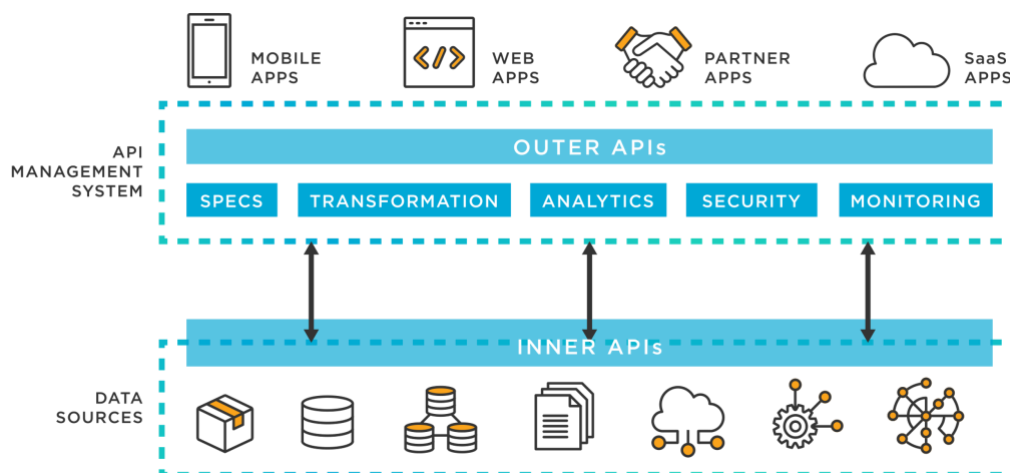 MOBILE
APPS
</>
WEB
APPS
PARTNER
APPS
SaaS
APPS
API
MANAGEMENT
SYSTEM
OUTER APIs
SPECS
TRANSFORMATION
ANALYTICS
SECURITY
MONITORING
INNER APIs
DATA
SOURCES